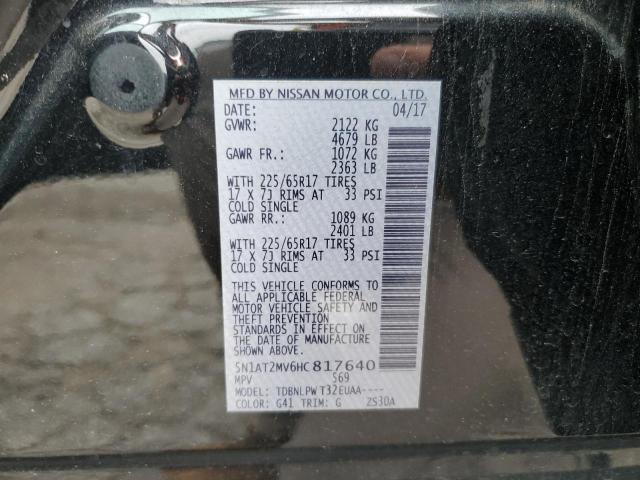 MFD BY NISSAN MOTOR CO., LTD.
DATE: 04/17
GVWR: 2122 KG
4679 LB
GAWR FR.: 1072 KG
2363 LB
WITH 225/65R17 TIRES
17 X 7J RIMS AT 33 PSI
COLD SINGLE
GAWR RR.: 1089 KG
2401 LB
WITH 225/65R17 TIRES
17 X 7J RIMS AT 33 PSI
COLD SINGLE
THIS VEHICLE CONFORMS TO
ALL APPLICABLE FEDERAL
MOTOR VEHICLE SAFETY AND
THEFT PREVENTION
STANDARDS IN EFFECT ON
THE DATE OF MANUFACTURE
SHOWN ABOVE.
5N1AT2MV6HC817640
MPV S69
MODEL: TDBNLPW T32EUAA----
COLOR: G41 TRIM: G ZS30A